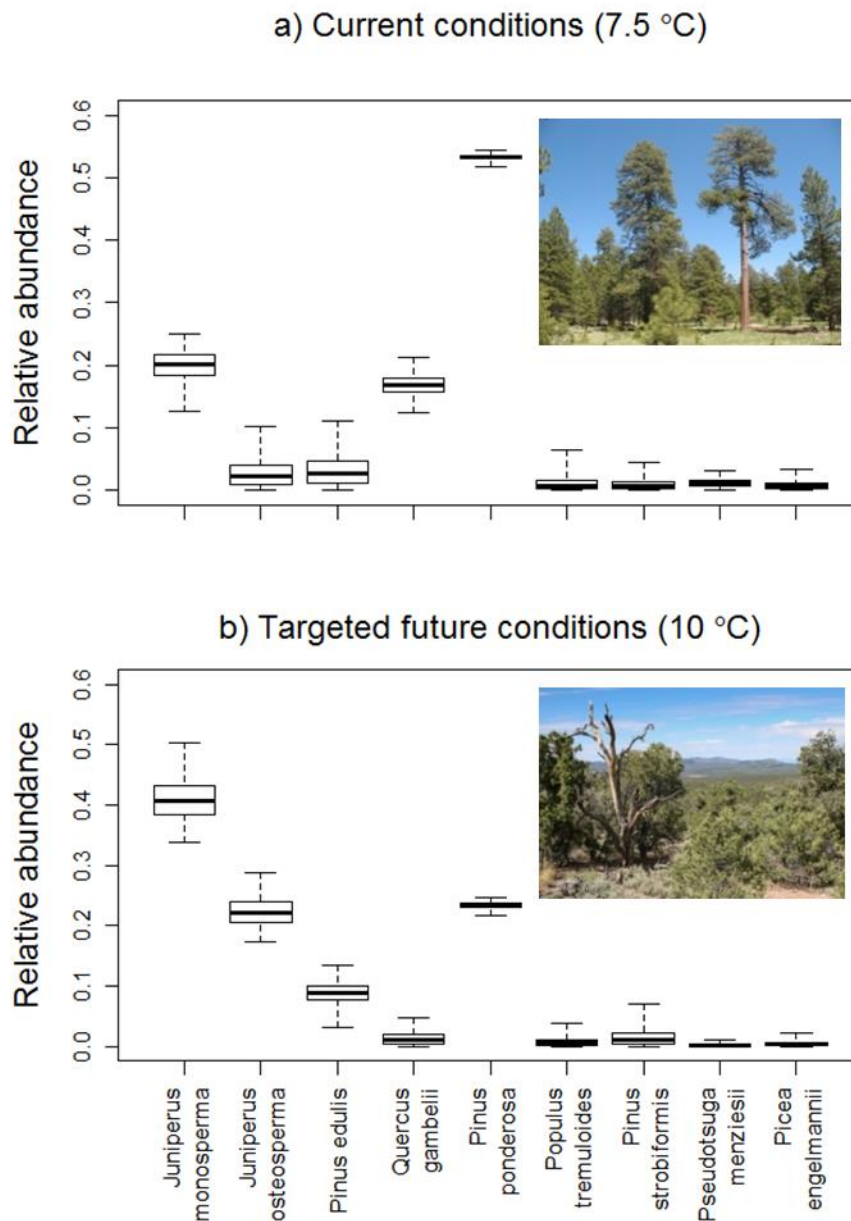 a) Current conditions (7.5 °C)
Relative abundance
0.6
0.5
0.4
0.3
0.2
0.1
0.0
b) Targeted future conditions (10 °C)
Relative abundance
0.6
0.5
0.4
0.3
0.2
0.1
0.0
Juniperus
monosperma
Juniperus
osteosperma
Pinus edulis
Quercus
gambelii
Pinus
ponderosa
Populus
tremuloides
Pinus
strobiformis
Pseudotsuga
menziesii
Picea
engelmannii